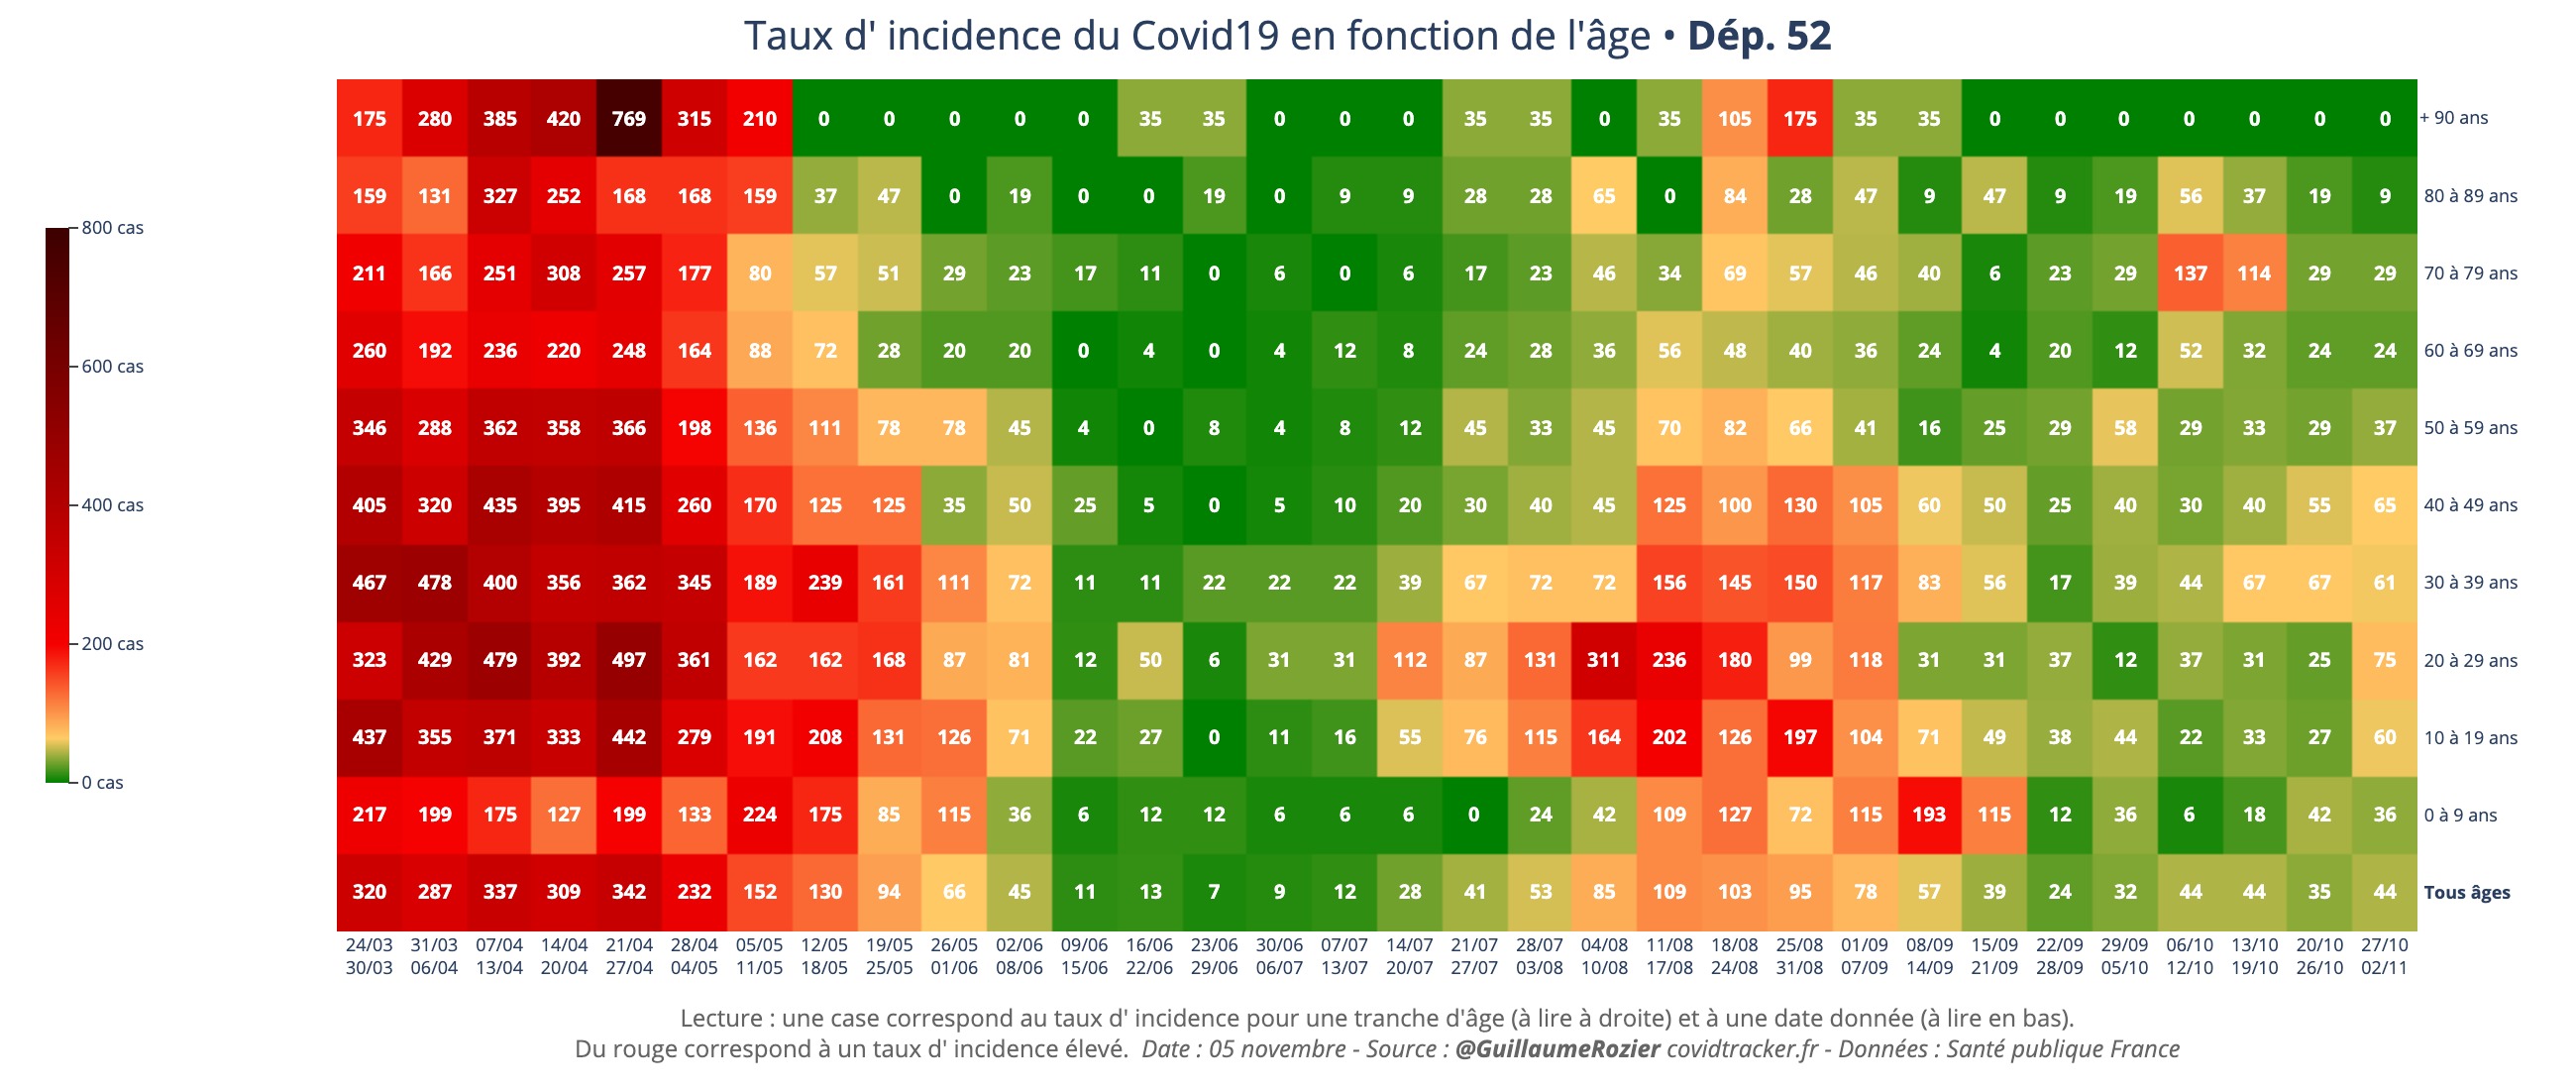 Taux d' incidence du Covid19 en fonction de l'âge • Dép. 52
800 cas
600 cas
400 cas
200 cas
0 cas
175 280 385 420 769 315 210 0 0 0 0 0 35 35 0 0 0 35 35 0 35 105 175 35 35 0 0 0 0 0 0 0 + 90 ans
159 131 327 252 168 168 159 37 47 0 19 0 0 19 0 9 9 28 28 65 0 84 28 47 9 47 9 19 56 37 19 9 80 à 89 ans
211 166 251 308 257 177 80 57 51 29 23 17 11 0 6 0 6 17 23 46 34 69 57 46 40 6 23 29 137 114 29 29 70 à 79 ans
260 192 236 220 248 164 88 72 28 20 20 0 4 0 4 12 8 24 28 36 56 48 40 36 24 4 20 12 52 32 24 24 60 à 69 ans
346 288 362 358 366 198 136 111 78 78 45 4 0 8 4 8 12 45 33 45 70 82 66 41 16 25 29 58 29 33 29 37 50 à 59 ans
405 320 435 395 415 260 170 125 125 35 50 25 5 0 5 10 20 30 40 45 125 100 130 105 60 50 25 40 30 40 55 65 40 à 49 ans
467 478 400 356 362 345 189 239 161 111 72 11 11 22 22 22 39 67 72 72 156 145 150 117 83 56 17 39 44 67 67 61 30 à 39 ans
323 429 479 392 497 361 162 162 168 87 81 12 50 6 31 31 112 87 131 311 236 180 99 118 31 31 37 12 37 31 25 75 20 à 29 ans
437 355 371 333 442 279 191 208 131 126 71 22 27 0 11 16 55 76 115 164 202 126 197 104 71 49 38 44 22 33 27 60 10 à 19 ans
217 199 175 127 199 133 224 175 85 115 36 6 12 12 6 6 6 0 24 42 109 127 72 115 193 115 12 36 6 18 42 36 0 à 9 ans
320 287 337 309 342 232 152 130 94 66 45 11 13 7 9 12 28 41 53 85 109 103 95 78 57 39 24 32 44 44 35 44 Tous âges
24/03 31/03 07/04 14/04 21/04 28/04 05/05 12/05 19/05 26/05 02/06 09/06 16/06 23/06 30/06 07/07 14/07 21/07 28/07 04/08 11/08 18/08 25/08 01/09 08/09 15/09 22/09 29/09 06/10 13/10 20/10 27/10
30/03 06/04 13/04 20/04 27/04 04/05 11/05 18/05 25/05 01/06 08/06 15/06 22/06 29/06 06/07 13/07 20/07 27/07 03/08 10/08 17/08 24/08 31/08 07/09 14/09 21/09 28/09 05/10 12/10 19/10 26/10 02/11
Lecture : une case correspond au taux d' incidence pour une tranche d'âge (à lire à droite) et à une date donnée (à lire en bas).
Du rouge correspond à un taux d' incidence élevé. Date : 05 novembre - Source : @GuillaumeRozier covidtracker.fr - Données : Santé publique France